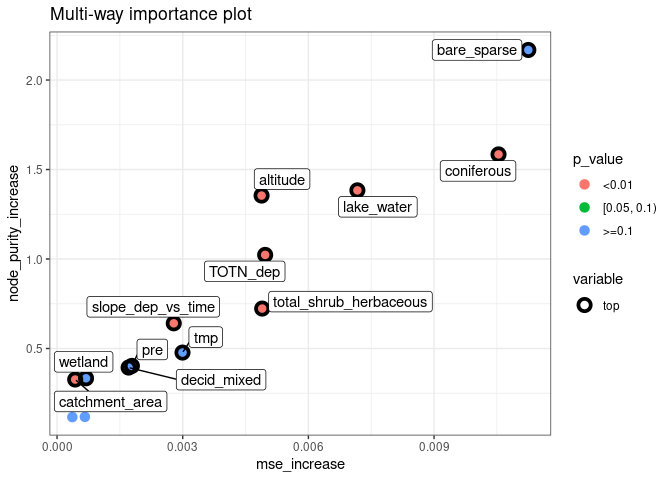 Multi-way importance plot
node_purity_increase
2.0
1.5
1.0
0.5
bare_sparse
coniferous
altitude
lake_water
TOTN_dep
total_shrub_herbaceous
slope_dep_vs_time
tmp
pre
wetland
decid_mixed
catchment_area
0.000
0.003
0.006
0.009
mse_increase
p_value
<0.01
[0.05, 0.1)
>=0.1
variable
top